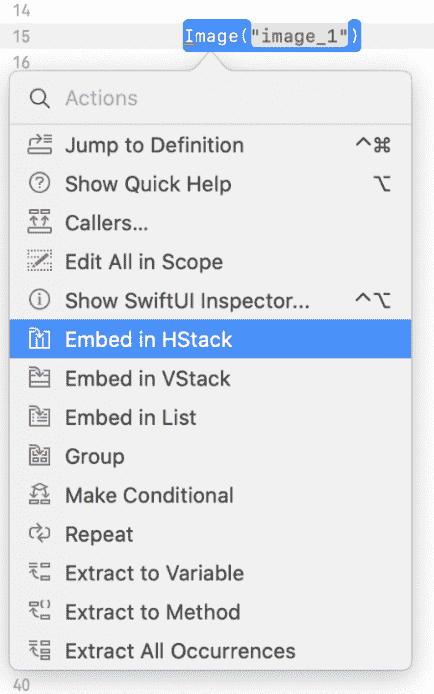 14
15 Image("image_1")
16
Actions
Jump to Definition ^⌘
Show Quick Help ⌥
Callers...
Edit All in Scope
Show SwiftUI Inspector... ^⌥
Embed in HStack
Embed in VStack
Embed in List
Group
Make Conditional
Repeat
Extract to Variable
Extract to Method
Extract All Occurrences
40